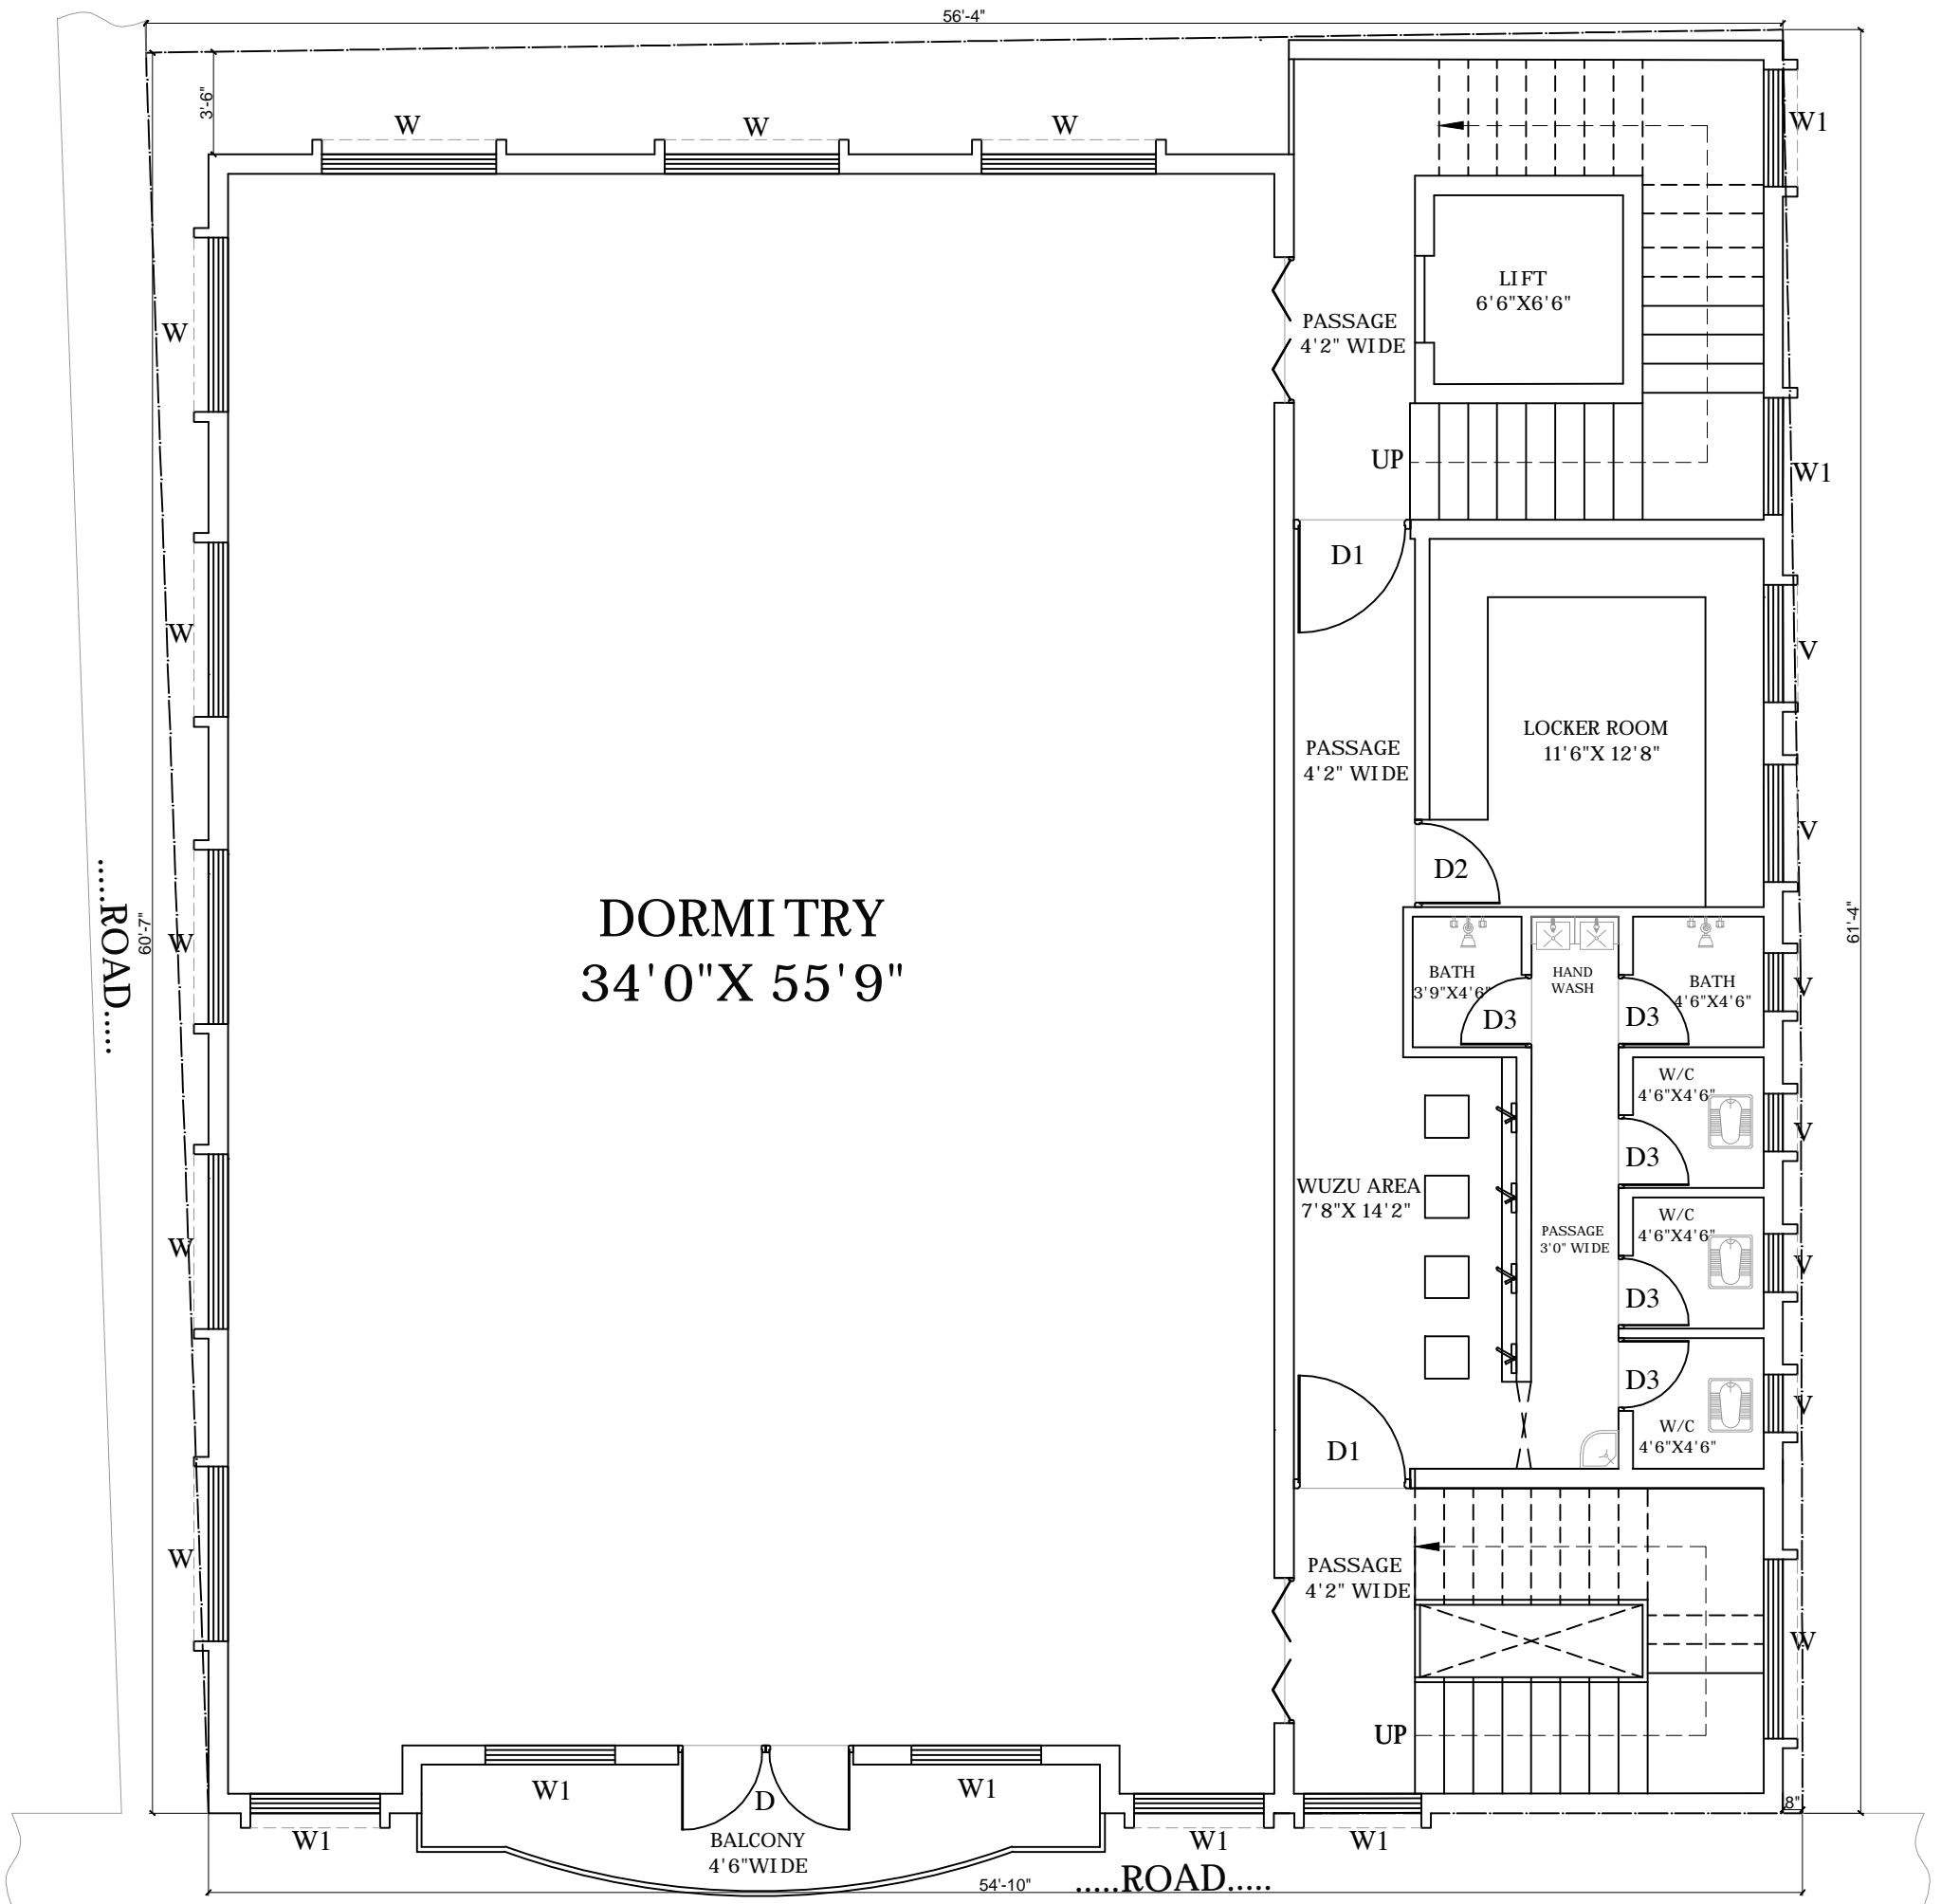 56'-4"
3'-6"
W
W
W
W1
LIFT
6'6"X6'6"
PASSAGE
4'2" WIDE
W
UP
W1
D1
W
V
LOCKER ROOM
11'6"X 12'8"
PASSAGE
4'2" WIDE
V
D2
.....ROAD.....
60'-7"
W
DORMITRY
34'0"X 55'9"
61'-4"
BATH
3'9"X4'6"
HAND
WASH
BATH
4'6"X4'6"
V
D3
D3
W/C
4'6"X4'6"
V
D3
WUZU AREA
7'8"X 14'2"
W/C
4'6"X4'6"
PASSAGE
3'0" WIDE
W
V
D3
D3
V
W/C
4'6"X4'6"
D1
W
PASSAGE
4'2" WIDE
W
UP
W1
D
W1
8"
W1
BALCONY
4'6"WIDE
W1
W1
54'-10"
.....ROAD.....